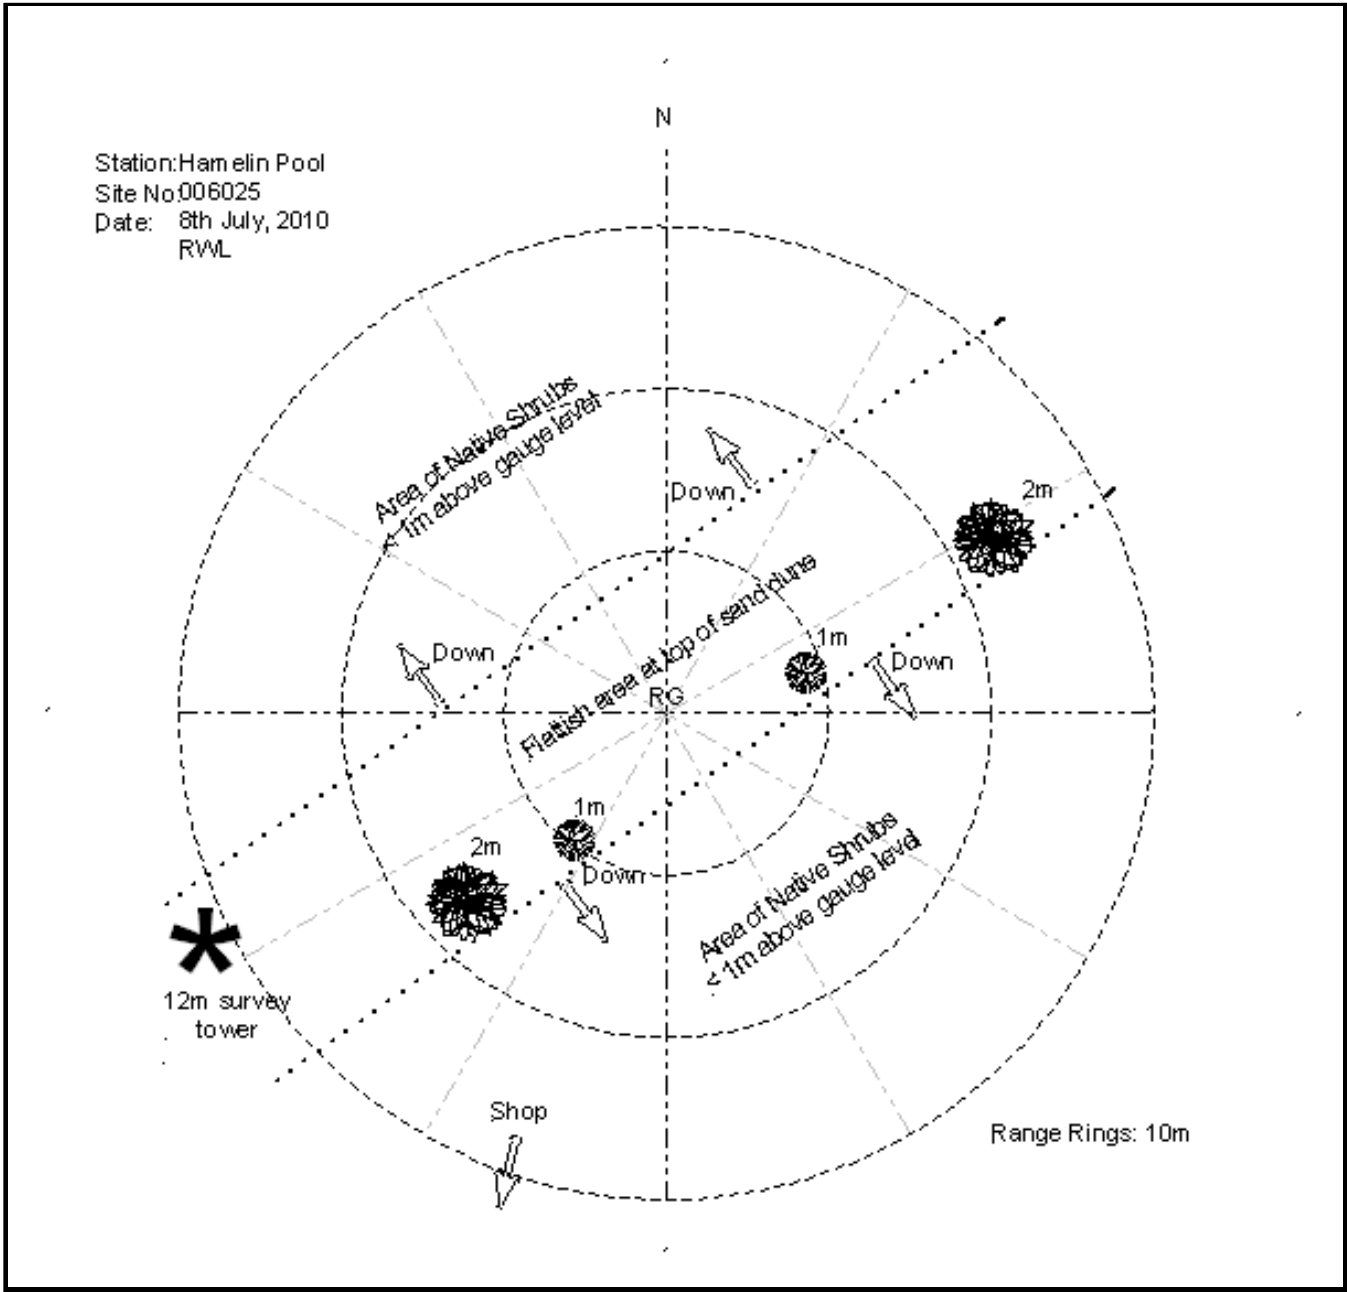 N
Station:Hamelin Pool
Site No:006025
Date: 8th July, 2010
RWL
Area of Native Shrubs
< 1m above gauge level
Down
2m
Flattish area at top of sand dune
1m
Down
Down
RG
1m
2m
Down
Area of Native Shrubs
< 1m above gauge level
12m survey
tower
Shop
Range Rings: 10m